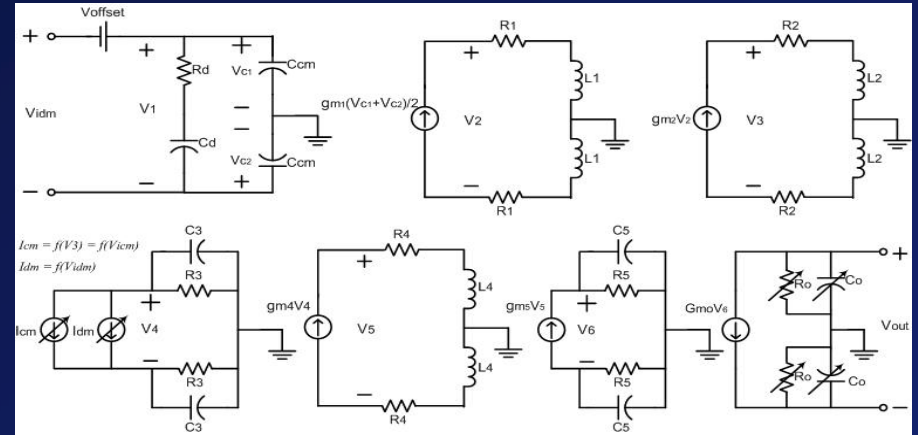 Voffset
+
+
Rd
+
Vc1
Ccm
Vidm
V1
−
−
Cd
Vc2
Ccm
−
−
+
R1
+
L1
gm1(Vc1+Vc2)/2
V2
L1
−
R1
R2
+
L2
gm2V2
V3
L2
−
R2
Icm = f(V3) = f(Vicm)
Idm = f(Vidm)
C3
R3
+
Icm
Idm
V4
−
R3
C3
R4
+
L4
gm4V4
V5
L4
−
R4
C5
R5
+
gm5V5
V6
−
R5
C5
GmoV6
Ro
Co
+
Vout
Ro
Co
−